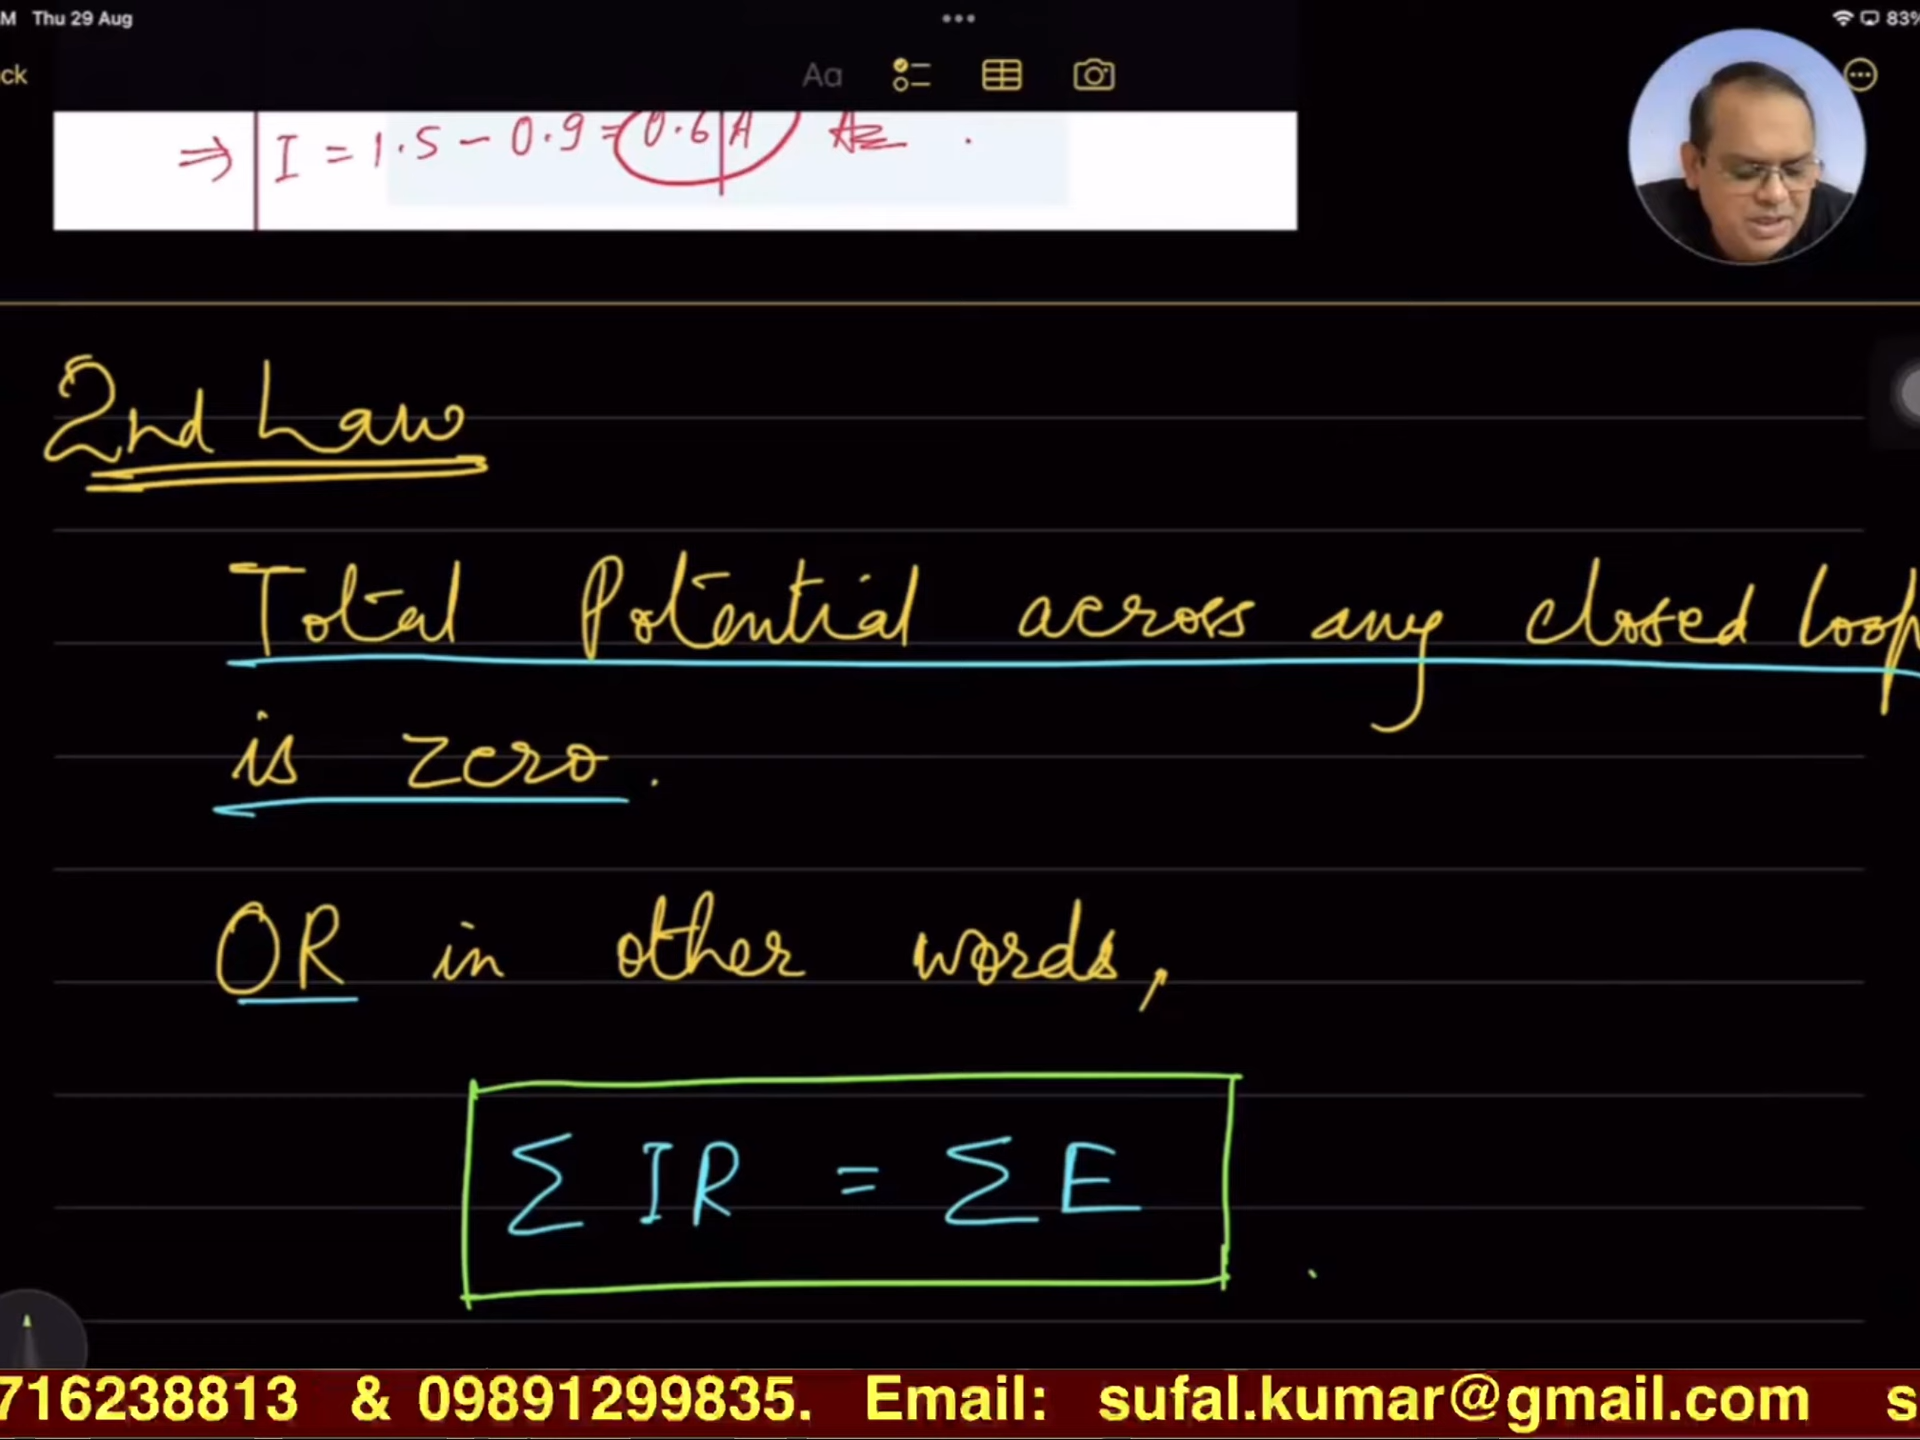 M Thu 29 Aug
83%
ck
Aa
⇒ I = 1.5 - 0.9 = 0.6 A
2nd Law
Total Potential across any closed loop
is zero.
OR in other words,
∑ IR = ∑ E
716238813 & 09891299835. Email: sufal.kumar@gmail.com s